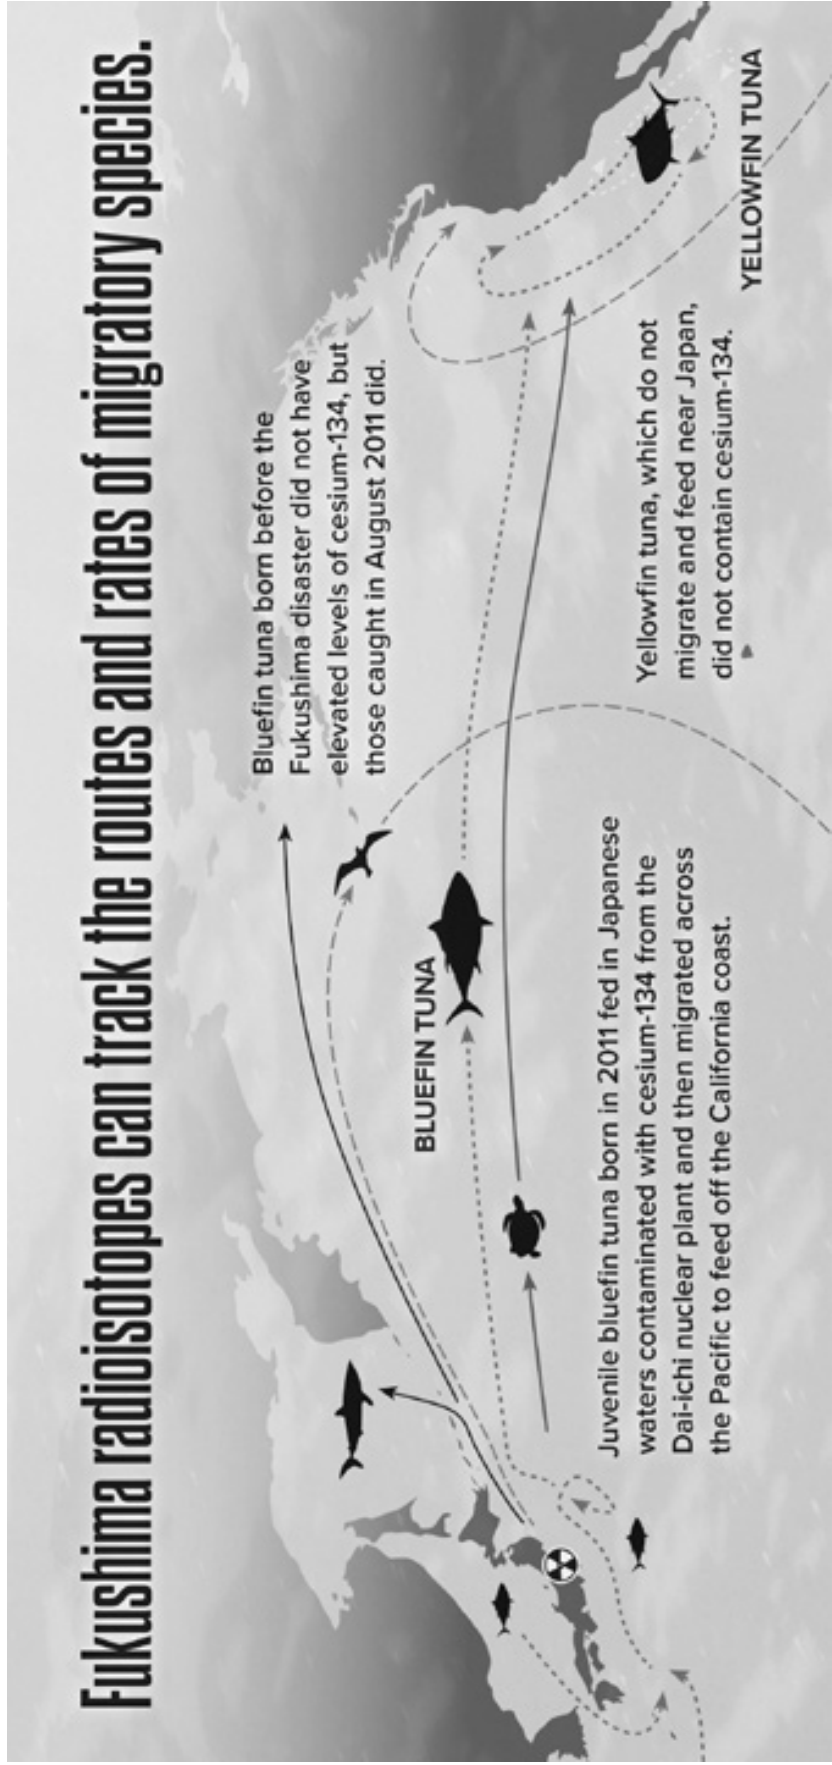 Fukushima radioisotopes can track the routes and rates of migratory species.
Bluefin tuna born before the
Fukushima disaster did not have
elevated levels of cesium-134, but
those caught in August 2011 did.
BLUEFIN TUNA
Juvenile bluefin tuna born in 2011 fed in Japanese
waters contaminated with cesium-134 from the
Dai-ichi nuclear plant and then migrated across
the Pacific to feed off the California coast.
Yellowfin tuna, which do not
migrate and feed near Japan,
did not contain cesium-134.
YELLOWFIN TUNA